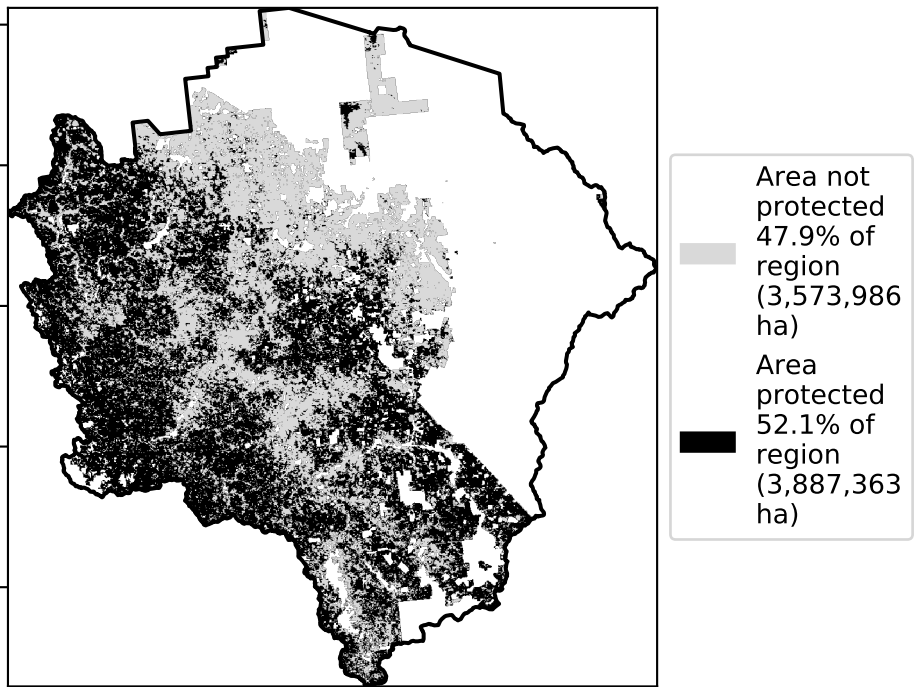 Area not
protected
47.9% of
region
(3,573,986
ha)
Area
protected
52.1% of
region
(3,887,363
ha)